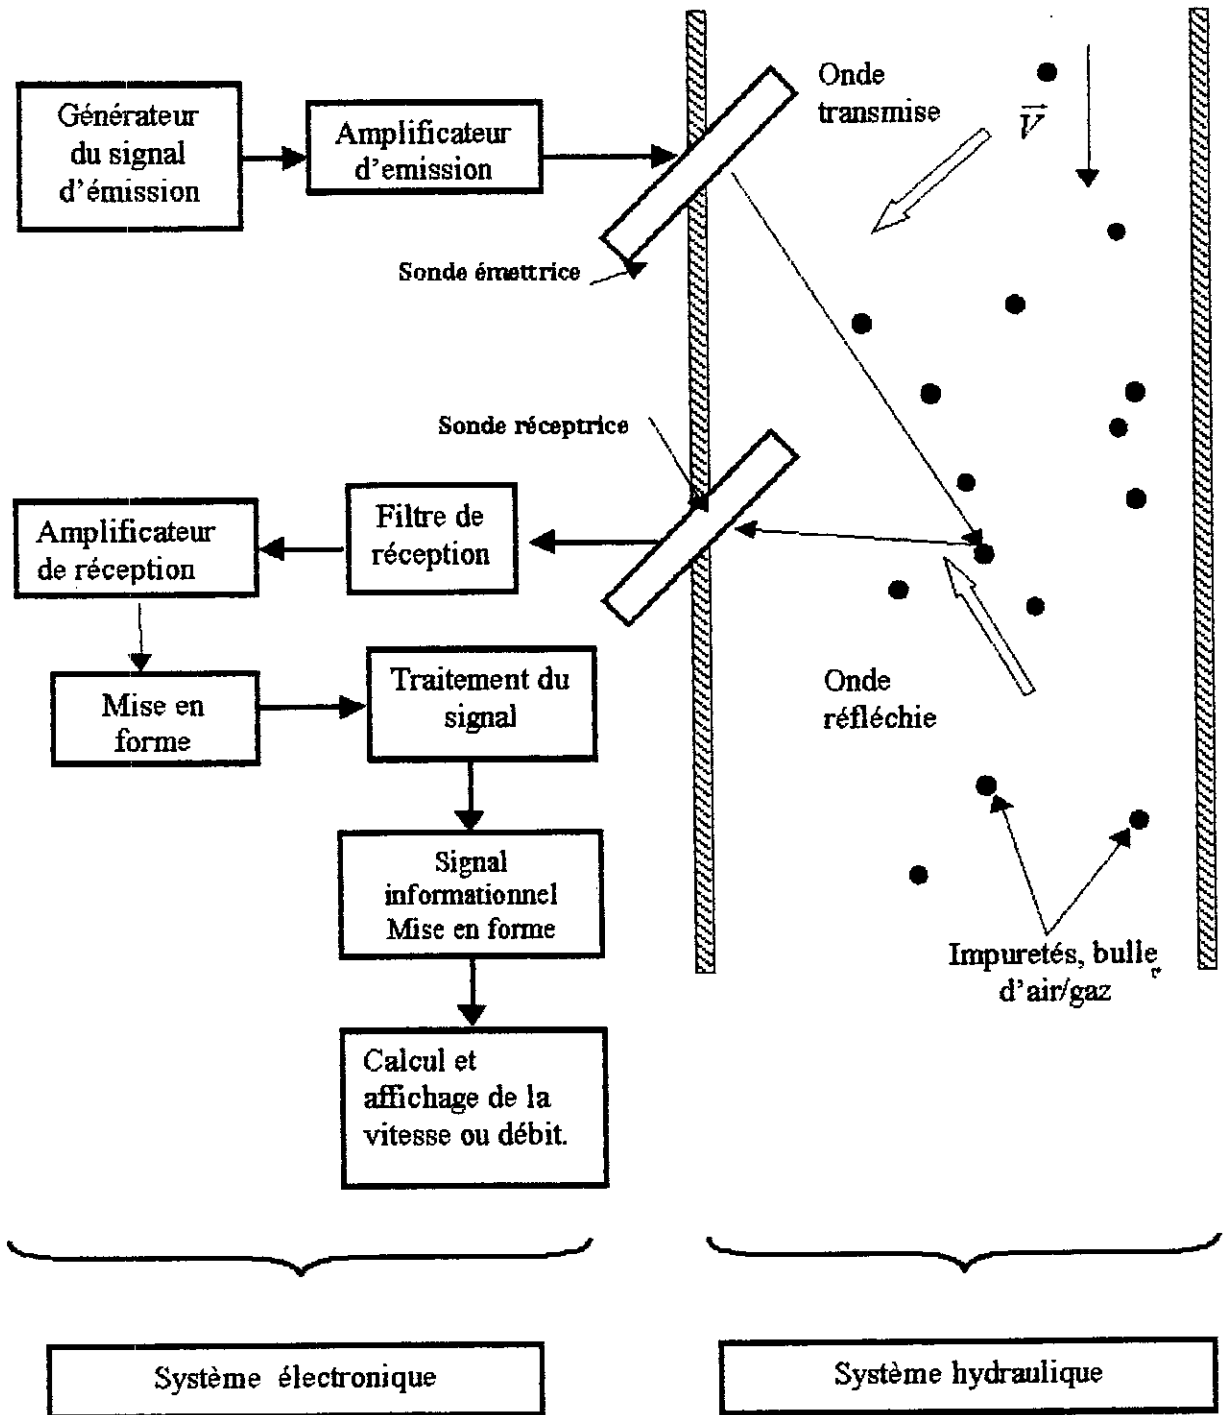 Générateur
du signal
d'émission
Amplificateur
d'emission
Onde
transmise
V
Sonde émettrice
Sonde réceptrice
Amplificateur
de réception
Filtre de
réception
Mise en
forme
Traitement du
signal
Onde
réfléchie
Signal
informationnel
Mise en forme
Impuretés, bulle
d'air/gaz
Calcul et
affichage de la
vitesse ou débit.
Système électronique
Système hydraulique